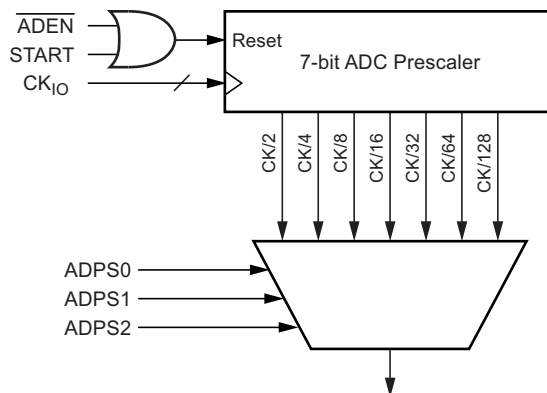 ADEN
START
CK_IO
Reset
7-bit ADC Prescaler
CK/2
CK/4
CK/8
CK/16
CK/32
CK/64
CK/128
ADPS0
ADPS1
ADPS2